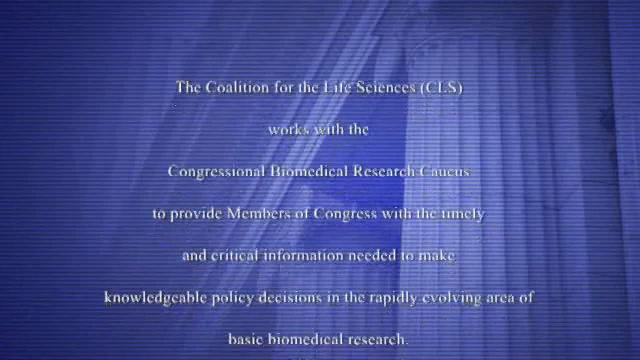 The Coalition for the Life Sciences (CLS)
works with the
Congressional Biomedical Research Caucus
to provide Members of Congress with the timely
and critical information needed to make
knowledgeable policy decisions in the rapidly evolving area of
basic biomedical research.